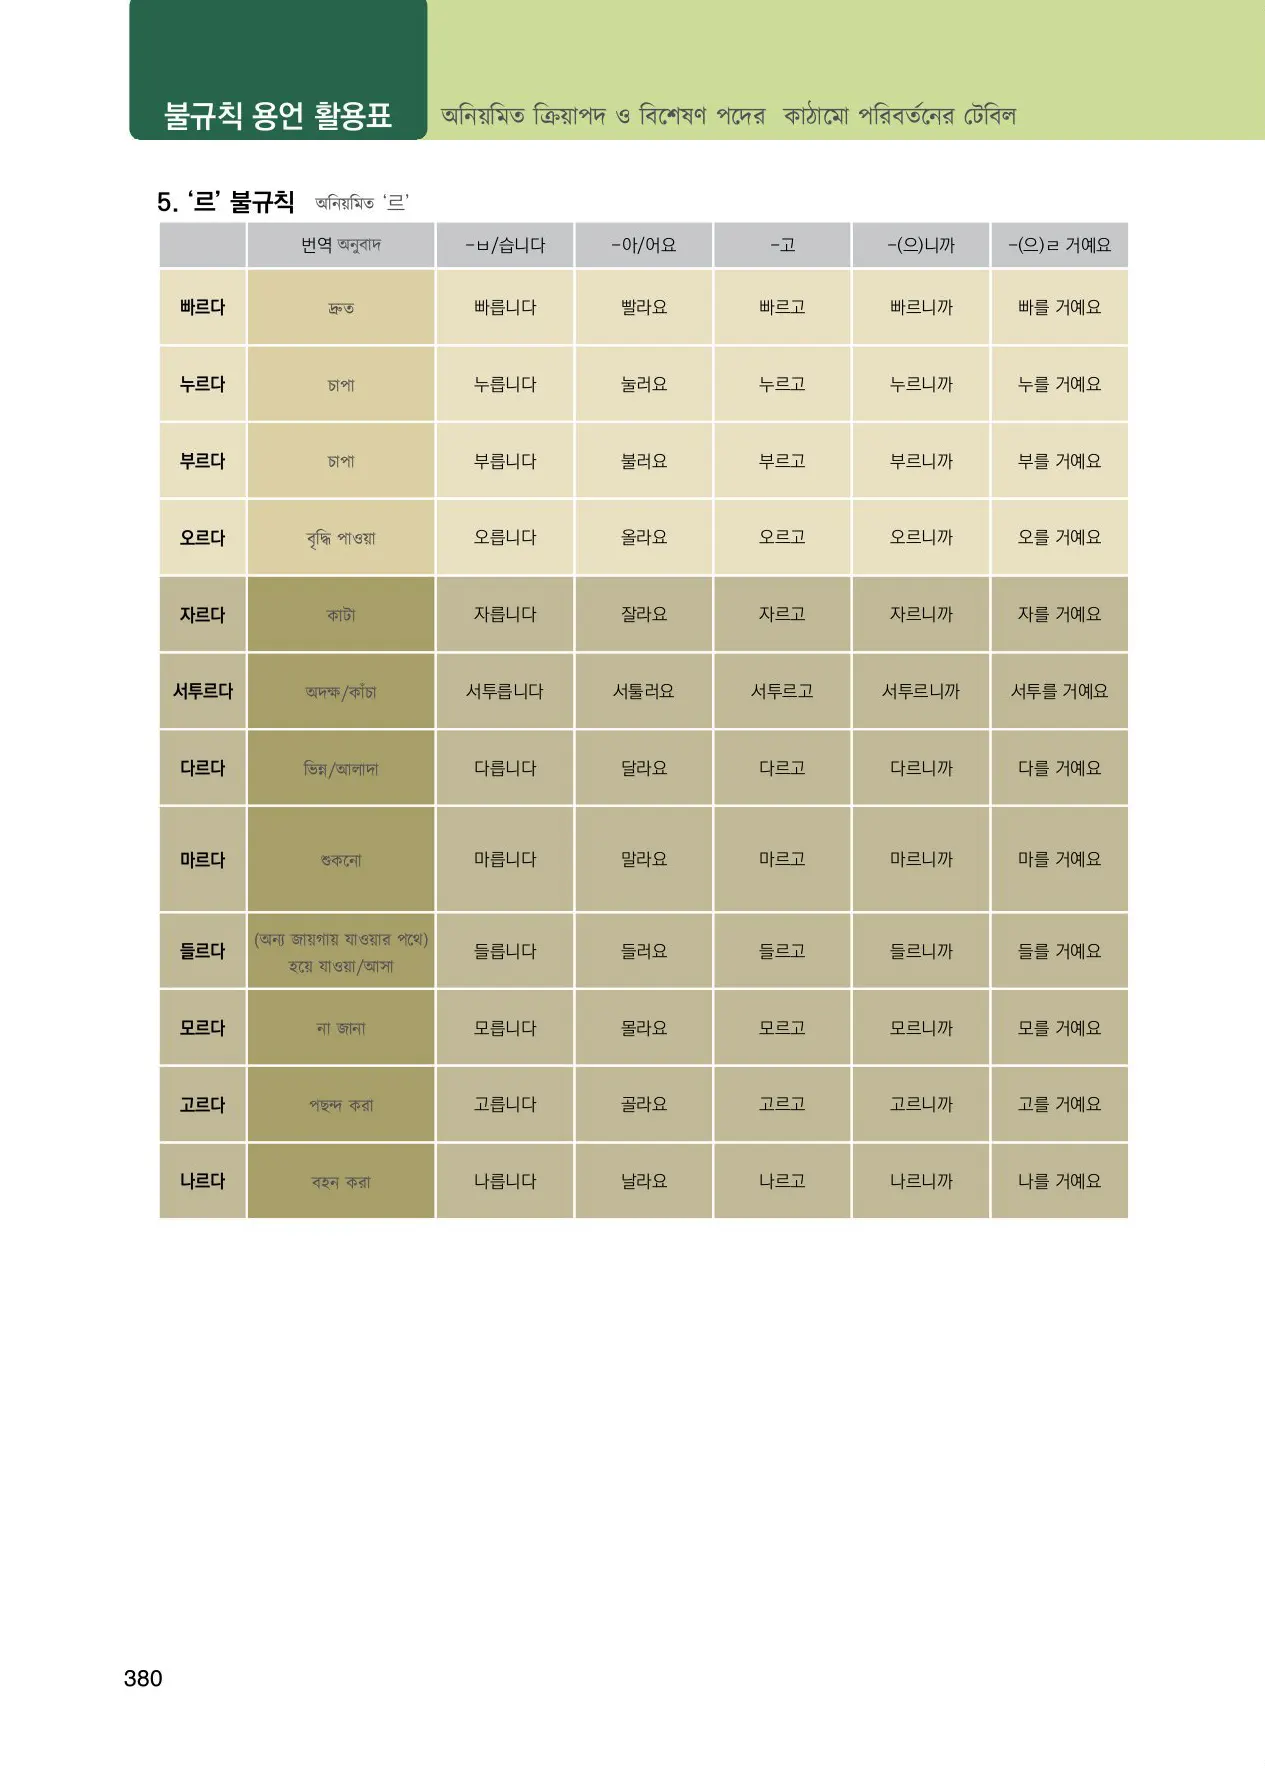 불규칙 용언 활용표 অনিয়মিত ক্রিয়াপদ ও বিশেষণ পদের কাঠামো পরিবর্তনের টেবিল
5. ‘르’ 불규칙 অনিয়মিত ‘르’
번역 অনুবাদ -ㅂ/습니다 -아/어요 -고 -(으)니까 -(으)ㄹ 거예요
빠르다 দ্রুত 빠릅니다 빨라요 빠르고 빠르니까 빠를 거예요
누르다 চাপা 누릅니다 눌러요 누르고 누르니까 누를 거예요
부르다 চাপা 부릅니다 불러요 부르고 부르니까 부를 거예요
오르다 বৃদ্ধি পাওয়া 오릅니다 올라요 오르고 오르니까 오를 거예요
자르다 কাটা 자릅니다 잘라요 자르고 자르니까 자를 거예요
서투르다 অদক্ষ/কাঁচা 서투릅니다 서툴러요 서투르고 서투르니까 서투를 거예요
다르다 ভিন্ন/আলাদা 다릅니다 달라요 다르고 다르니까 다를 거예요
마르다 শুকনো 마릅니다 말라요 마르고 마르니까 마를 거예요
들르다 (অন্য জায়গায় যাওয়ার পথে)
হয়ে যাওয়া/আসা 들릅니다 들러요 들르고 들르니까 들를 거예요
모르다 না জানা 모릅니다 몰라요 모르고 모르니까 모를 거예요
고르다 পছন্দ করা 고릅니다 골라요 고르고 고르니까 고를 거예요
나르다 বহন করা 나릅니다 날라요 나르고 나르니까 나를 거예요
380